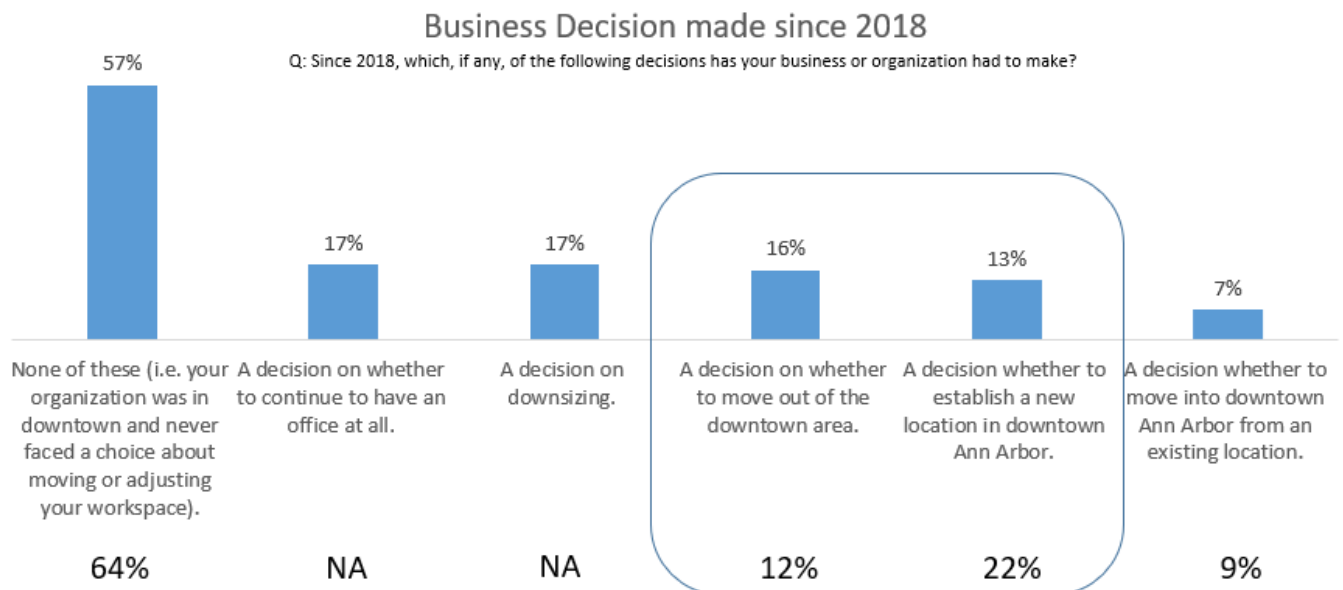 Business Decision made since 2018
Q: Since 2018, which, if any, of the following decisions has your business or organization had to make?
57%
17%
17%
16%
13%
7%
None of these (i.e. your
organization was in
downtown and never
faced a choice about
moving or adjusting
your workspace).
A decision on whether
to continue to have an
office at all.
A decision on
downsizing.
A decision on whether
to move out of the
downtown area.
A decision whether to
establish a new
location in downtown
Ann Arbor.
A decision whether to
move into downtown
Ann Arbor from an
existing location.
64%
NA
NA
12%
22%
9%